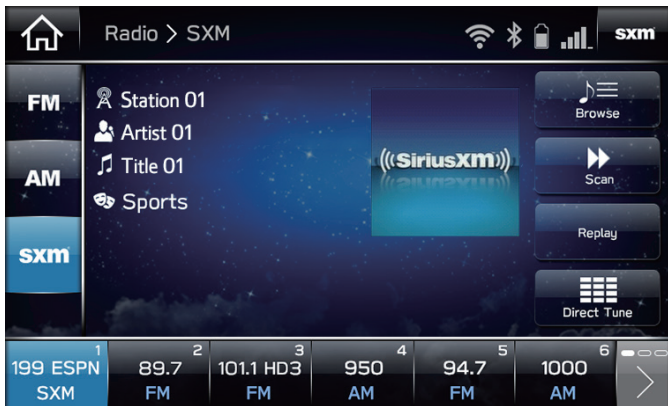 Radio > SXM
sxm
FM
AM
sxm
Station 01
Artist 01
Title 01
Sports
((SiriusXM))
Browse
Scan
Replay
Direct Tune
1
199 ESPN
SXM
2
89.7
FM
3
101.1 HD3
FM
4
950
AM
5
94.7
FM
6
1000
AM